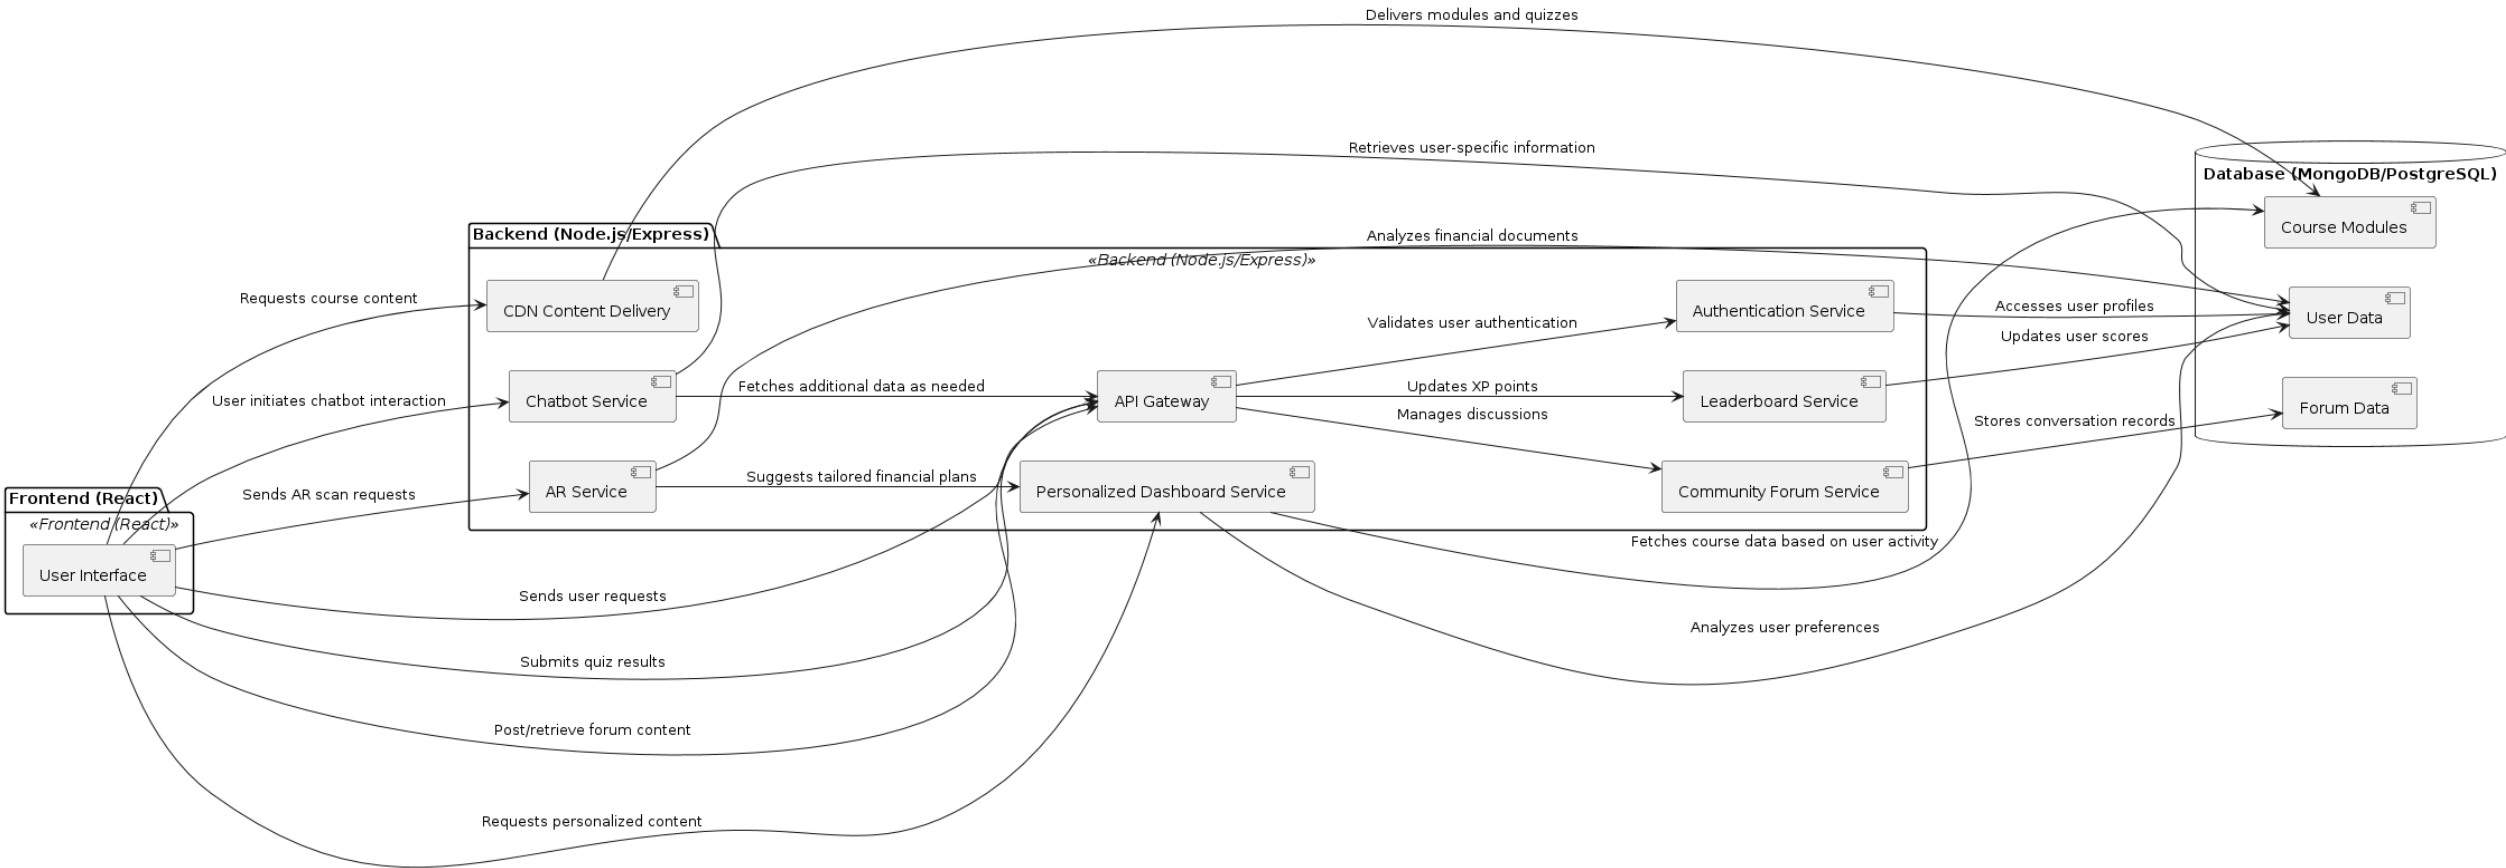 Delivers modules and quizzes
Retrieves user-specific information
Database (MongoDB/PostgreSQL)
Course Modules
Backend (Node.js/Express)
Analyzes financial documents
«Backend (Node.js/Express)»
Requests course content
CDN Content Delivery
Authentication Service
Accesses user profiles
User Data
Validates user authentication
Updates user scores
User initiates chatbot interaction
Chatbot Service
Fetches additional data as needed
API Gateway
Updates XP points
Leaderboard Service
Manages discussions
Forum Data
Stores conversation records
Frontend (React)
Sends AR scan requests
AR Service
Suggests tailored financial plans
Personalized Dashboard Service
Community Forum Service
«Frontend (React)»
User Interface
Fetches course data based on user activity
Sends user requests
Analyzes user preferences
Submits quiz results
Post/retrieve forum content
Requests personalized content